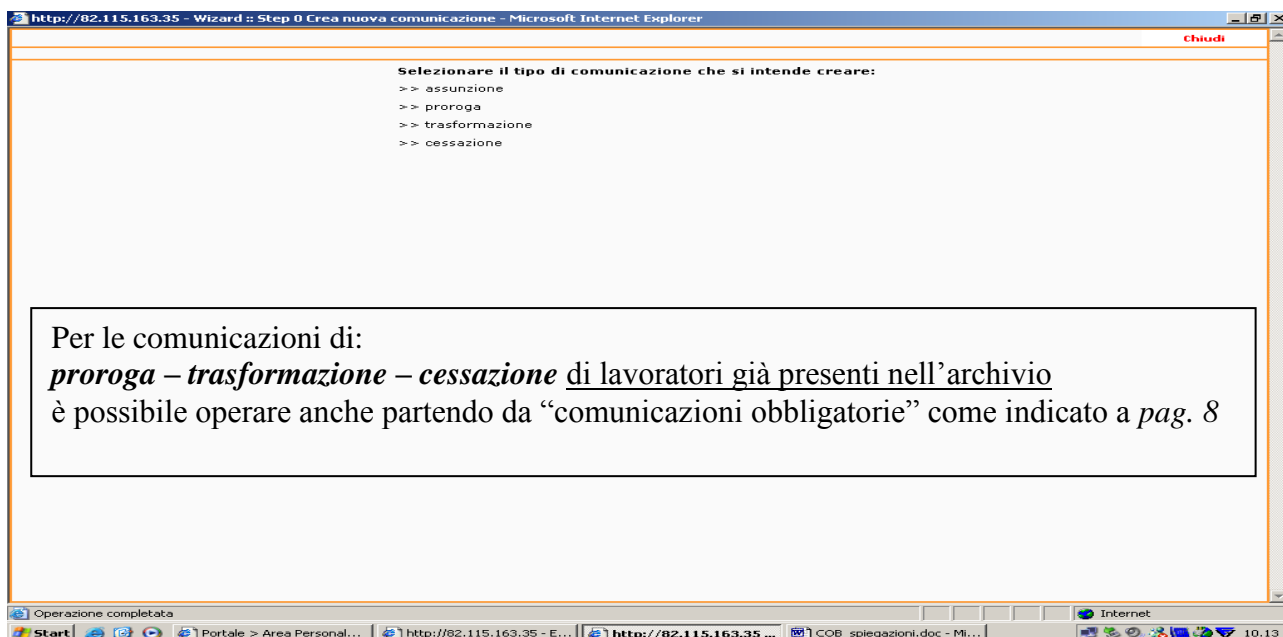 http://82.115.163.35 - Wizard :: Step 0 Crea nuova comunicazione - Microsoft Internet Explorer
Chiudi
Selezionare il tipo di comunicazione che si intende creare:
>> assunzione
>> proroga
>> trasformazione
>> cessazione
Per le comunicazioni di:
proroga – trasformazione – cessazione di lavoratori già presenti nell’archivio
è possibile operare anche partendo da “comunicazioni obbligatorie” come indicato a pag. 8
Operazione completata
Internet
Start
Portale > Area Personal...
http://82.115.163.35 - E...
http://82.115.163.35 ...
COB_spiegazioni.doc - Mi...
10.13